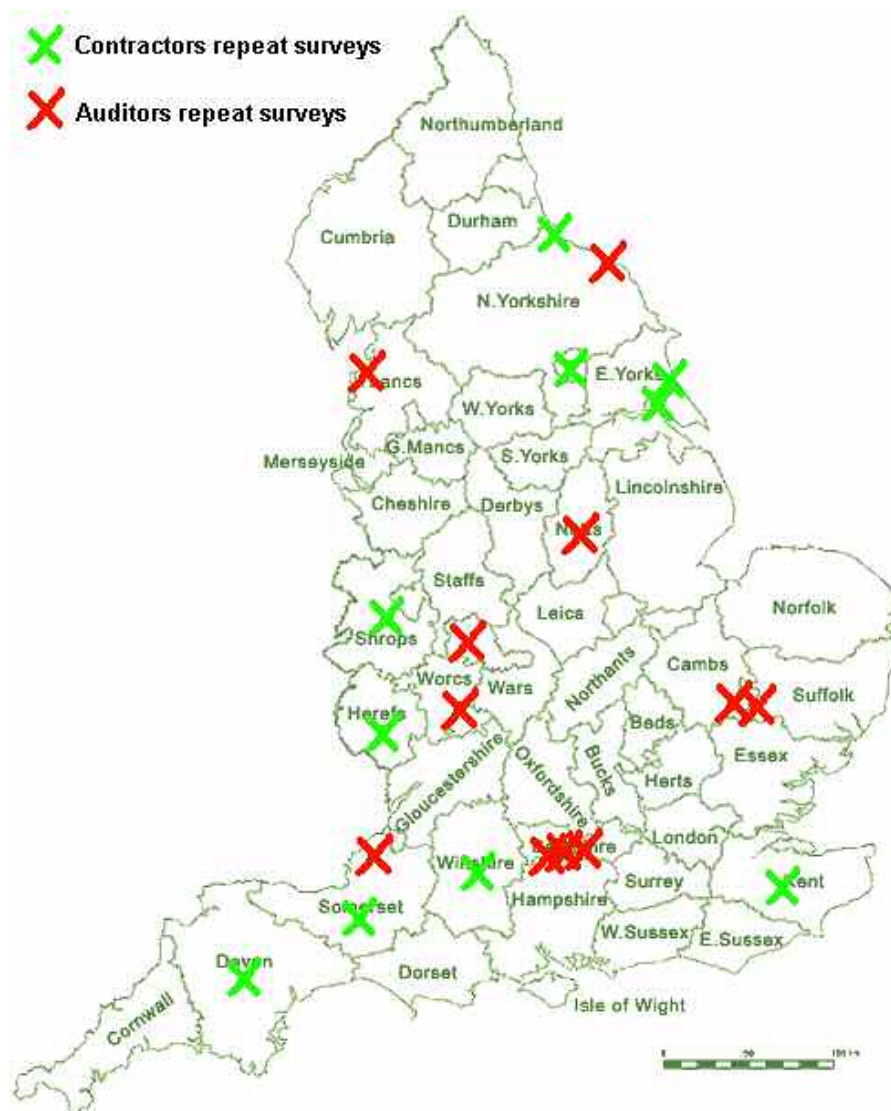 Contractors repeat surveys
Auditors repeat surveys
Northumberland
Durham
Cumbria
N.Yorkshire
E.Yorks
W.Yorks
G.Mancs
S.Yorks
Merseyside
Lincolnshire
Cheshire
Derbys
Staffs
Leics
Norfolk
Shrops
Cambs
Worcs
Wars
Northants
Suffolk
Herefs
Beds
Essex
Gloucestershire
Oxfordshire
Bucks
Herts
London
Wiltshire
Kent
Surrey
Hampshire
Somerset
W.Sussex
E.Sussex
Devon
Dorset
Isle of Wight
Cornwall
0
50